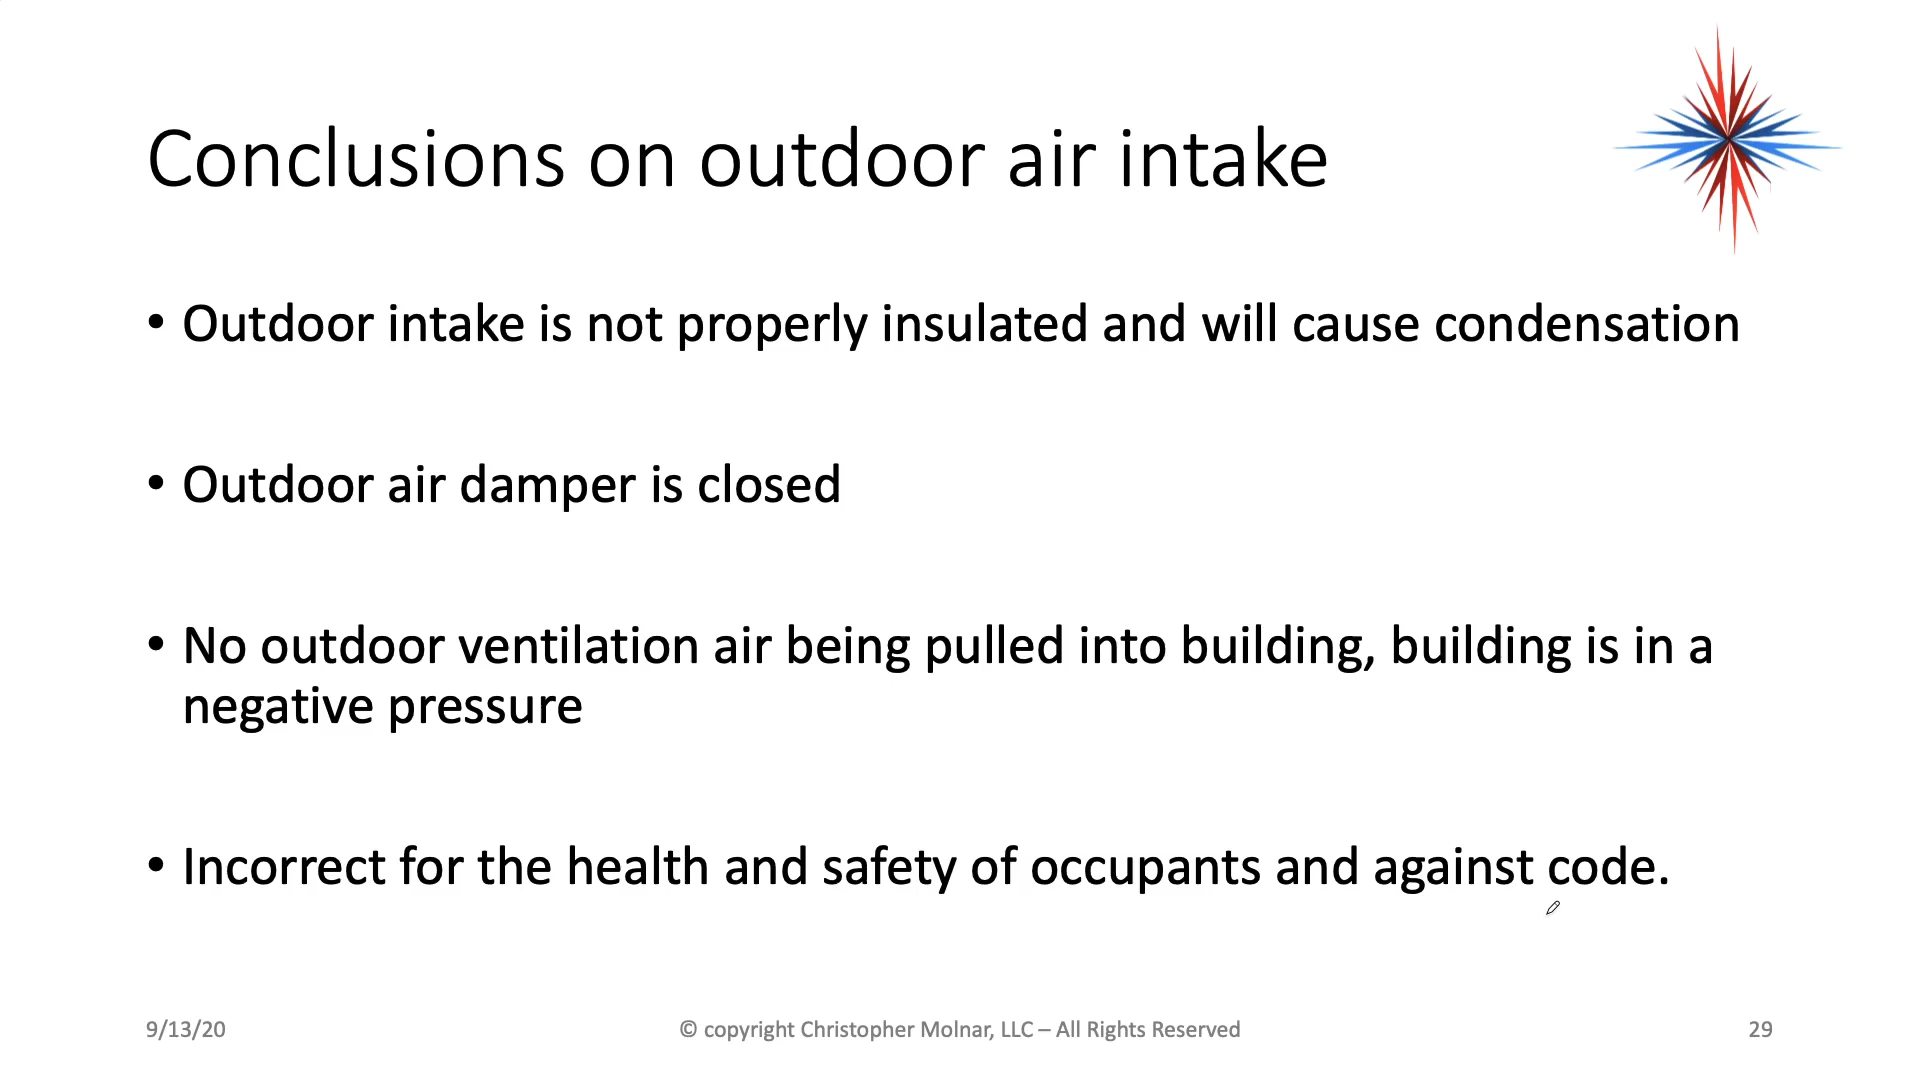 Conclusions on outdoor air intake
• Outdoor intake is not properly insulated and will cause condensation
• Outdoor air damper is closed
• No outdoor ventilation air being pulled into building, building is in a
negative pressure
• Incorrect for the health and safety of occupants and against code.
9/13/20
© copyright Christopher Molnar, LLC – All Rights Reserved
29